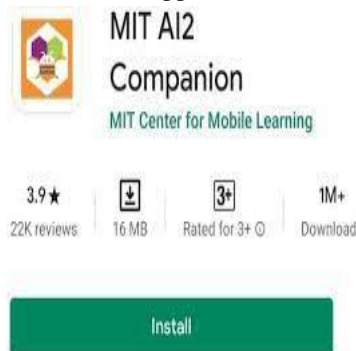 MIT AI2
Companion
MIT Center for Mobile Learning
3.9★
3+
1M+
22K reviews
16 MB
Rated for 3+
Download
Install